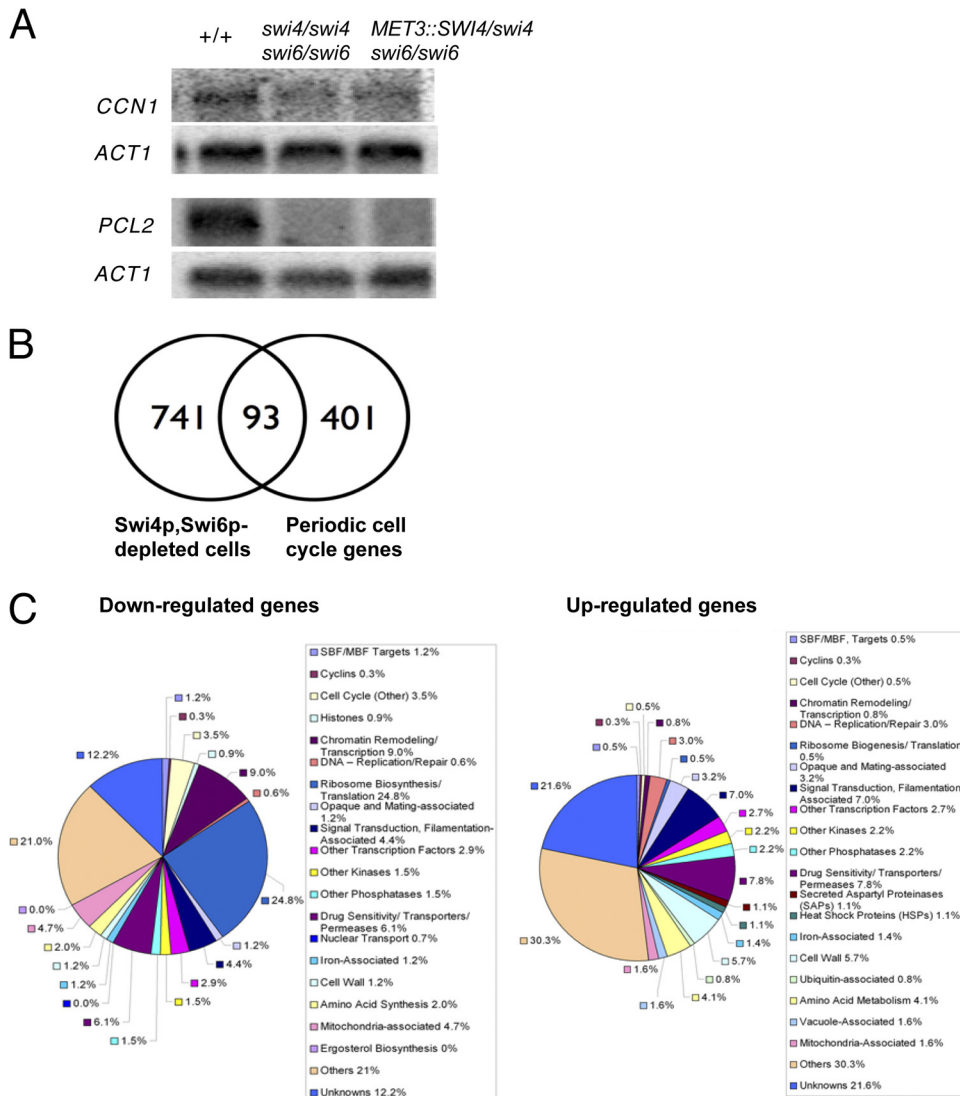 A
+/+
swi4/swi4
swi6/swi6
MET3::SWI4/swi4
swi6/swi6
CCN1
ACT1
PCL2
ACT1
B
741
93
401
Swi4p,Swi6p-
depleted cells
Periodic cell
cycle genes
C
Down-regulated genes
1.2%
0.3%
3.5%
0.9%
9.0%
0.6%
24.8%
1.2%
4.4%
2.9%
1.5%
1.5%
6.1%
0.0%
1.2%
1.2%
2.0%
4.7%
0.0%
21.0%
12.2%
SBF/MBF Targets 1.2%
Cyclins 0.3%
Cell Cycle (Other) 3.5%
Histones 0.9%
Chromatin Remodeling/
Transcription 9.0%
DNA – Replication/Repair 0.6%
Ribosome Biosynthesis/
Translation 24.8%
Opaque and Mating-associated
1.2%
Signal Transduction, Filamentation-
Associated 4.4%
Other Transcription Factors 2.9%
Other Kinases 1.5%
Other Phosphatases 1.5%
Drug Sensitivity/ Transporters/
Permeases 6.1%
Nuclear Transport 0.7%
Iron-Associated 1.2%
Cell Wall 1.2%
Amino Acid Synthesis 2.0%
Mitochondria-associated 4.7%
Ergosterol Biosynthesis 0%
Others 21%
Unknowns 12.2%
Up-regulated genes
0.5%
0.3%
0.5%
0.8%
3.0%
0.5%
3.2%
7.0%
2.7%
2.2%
2.2%
7.8%
1.1%
1.1%
1.4%
5.7%
0.8%
4.1%
1.6%
1.6%
30.3%
21.6%
SBF/MBF, Targets 0.5%
Cyclins 0.3%
Cell Cycle (Other) 0.5%
Chromatin Remodeling/
Transcription 0.8%
DNA – Replication/Repair 3.0%
Ribosome Biogenesis/ Translation
0.5%
Opaque and Mating-associated
3.2%
Signal Transduction, Filamentation-
Associated 7.0%
Other Transcription Factors 2.7%
Other Kinases 2.2%
Other Phosphatases 2.2%
Drug Sensitivity/ Transporters/
Permeases 7.8%
Secreted Aspartyl Proteinases
(SAPs) 1.1%
Heat Shock Proteins (HSPs) 1.1%
Iron-Associated 1.4%
Cell Wall 5.7%
Ubiquitin-associated 0.8%
Amino Acid Metabolism 4.1%
Vacuole-Associated 1.6%
Mitochondria-Associated 1.6%
Others 30.3%
Unknowns 21.6%